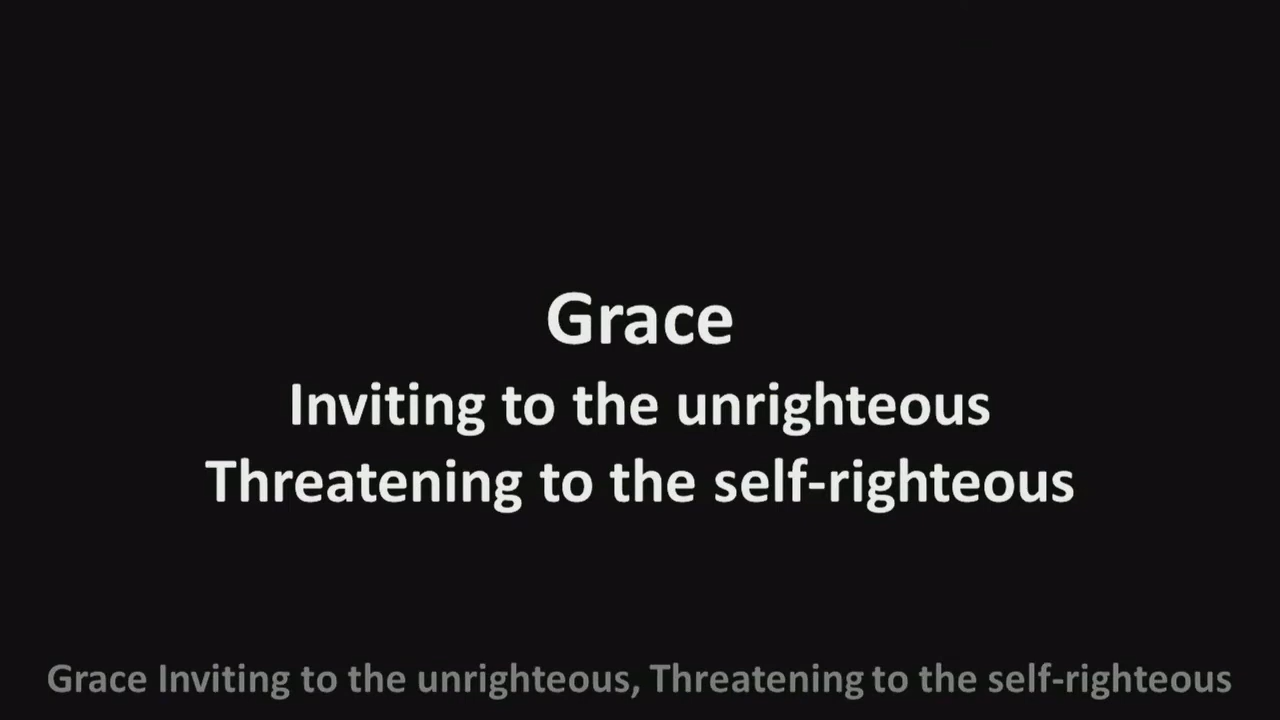 Grace
Inviting to the unrighteous
Threatening to the self-righteous
Grace Inviting to the unrighteous, Threatening to the self-righteous